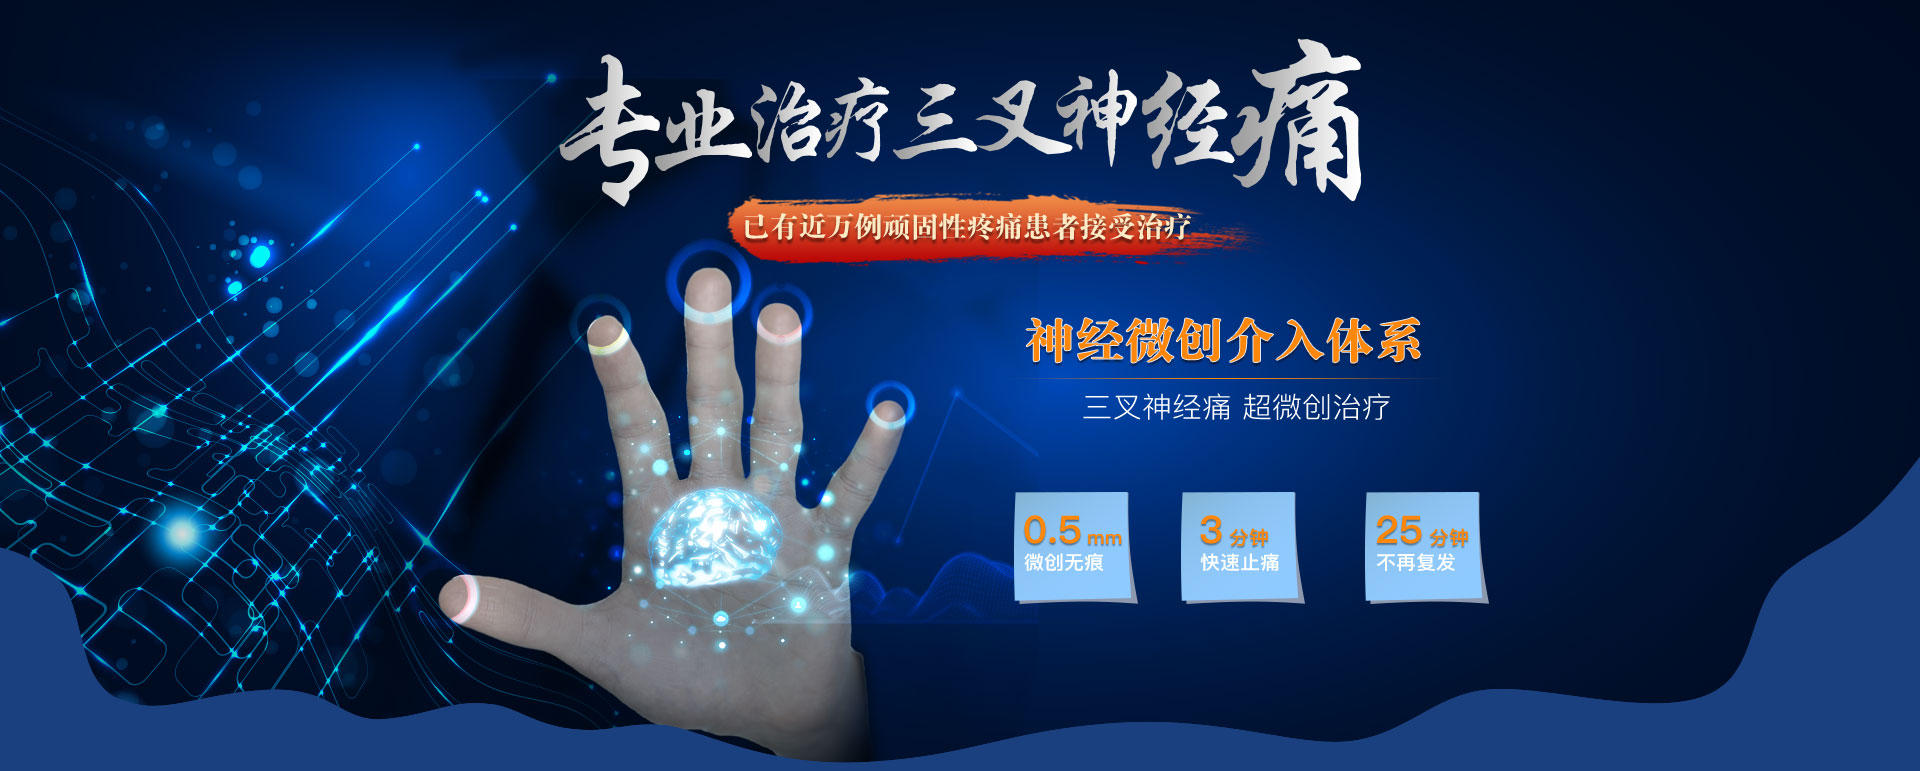 专业治疗三叉神经痛
已有近万例顽固性疼痛患者接受治疗
神经微创介入体系
三叉神经痛 超微创治疗
0.5 mm
微创无痕
3 分钟
快速止痛
25 分钟
不再复发